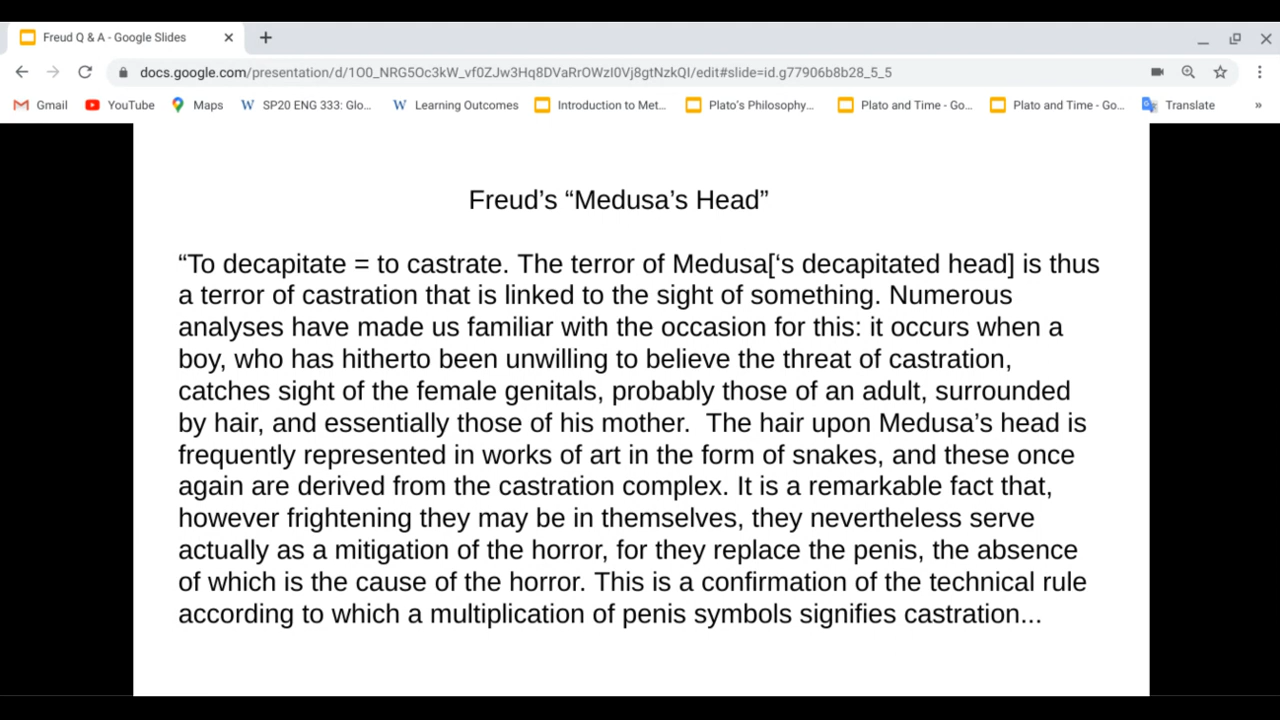 Freud Q & A - Google Slides
docs.google.com/presentation/d/1O0_NRG5Oc3kW_vf0ZJw3Hq8DVaRrOWzI0Vj8gtNzkQI/edit#slide=id.g77906b8b28_5_5
Gmail YouTube Maps SP20 ENG 333: Glo... Learning Outcomes Introduction to Met... Plato's Philosophy... Plato and Time - Go... Plato and Time - Go... Translate »
Freud’s “Medusa’s Head”
“To decapitate = to castrate. The terror of Medusa[‘s decapitated head] is thus
a terror of castration that is linked to the sight of something. Numerous
analyses have made us familiar with the occasion for this: it occurs when a
boy, who has hitherto been unwilling to believe the threat of castration,
catches sight of the female genitals, probably those of an adult, surrounded
by hair, and essentially those of his mother.  The hair upon Medusa’s head is
frequently represented in works of art in the form of snakes, and these once
again are derived from the castration complex. It is a remarkable fact that,
however frightening they may be in themselves, they nevertheless serve
actually as a mitigation of the horror, for they replace the penis, the absence
of which is the cause of the horror. This is a confirmation of the technical rule
according to which a multiplication of penis symbols signifies castration...